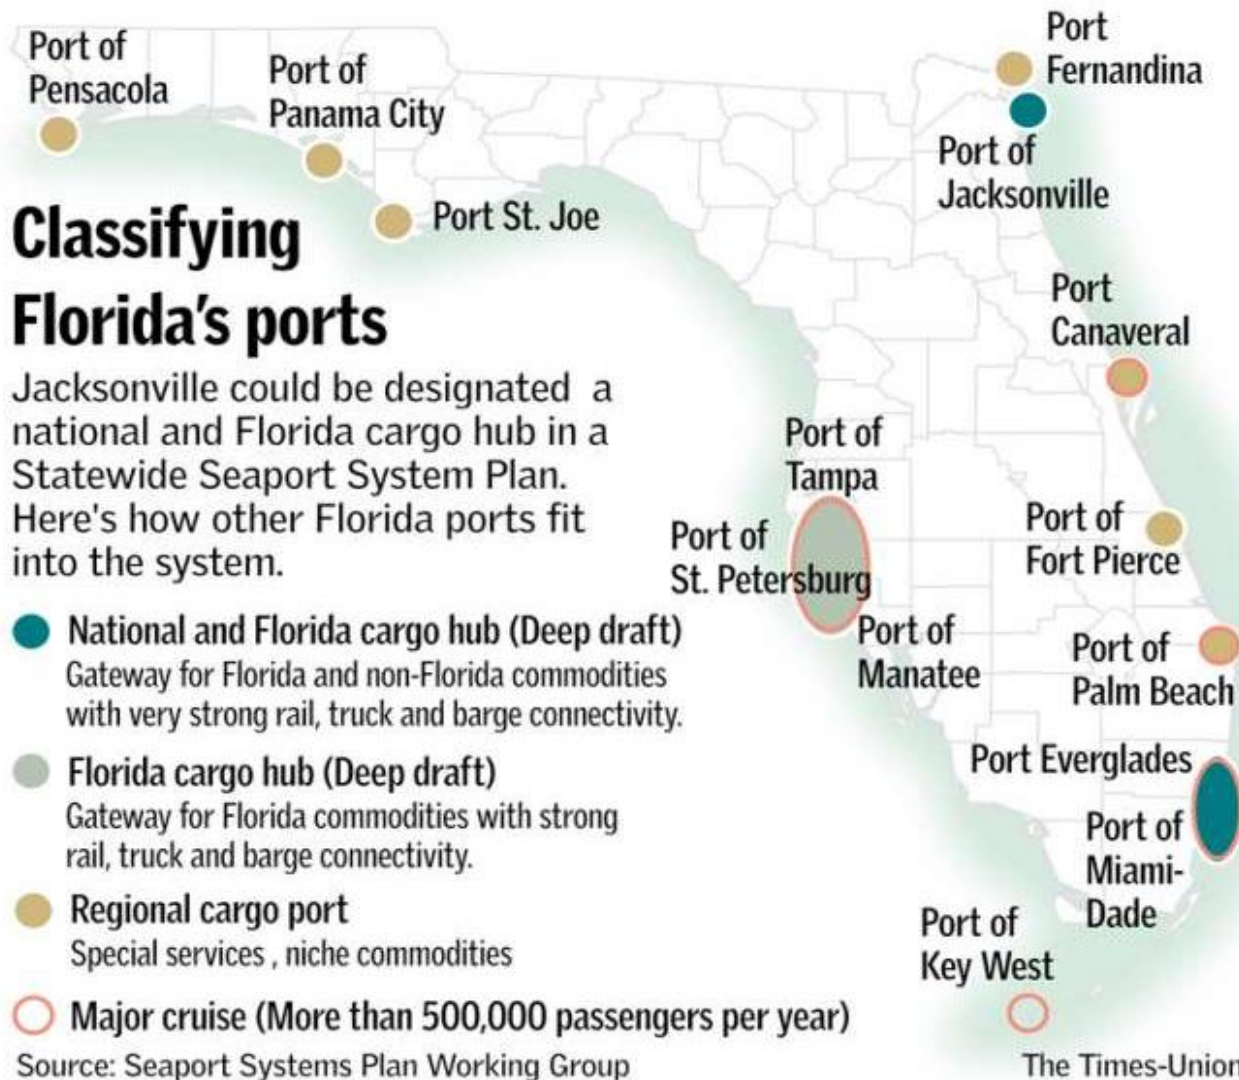 Port of
Pensacola
Port of
Panama City
Port St. Joe
Port
Fernandina
Port of
Jacksonville
Classifying
Florida's ports
Jacksonville could be designated a
national and Florida cargo hub in a
Statewide Seaport System Plan.
Here's how other Florida ports fit
into the system.
Port
Canaveral
Port of
Tampa
Port of
St. Petersburg
Port of
Manatee
Port of
Fort Pierce
Port of
Palm Beach
Port Everglades
Port of
Miami-
Dade
Port of
Key West
National and Florida cargo hub (Deep draft)
Gateway for Florida and non-Florida commodities
with very strong rail, truck and barge connectivity.
Florida cargo hub (Deep draft)
Gateway for Florida commodities with strong
rail, truck and barge connectivity.
Regional cargo port
Special services , niche commodities
Major cruise (More than 500,000 passengers per year)
Source: Seaport Systems Plan Working Group
The Times-Union